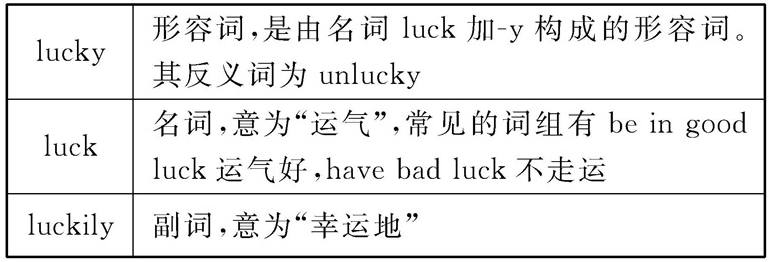 lucky
形容词,是由名词 luck 加-y 构成的形容词。
其反义词为 unlucky
luck
名词,意为“运气”,常见的词组有 be in good
luck 运气好,have bad luck 不走运
luckily
副词,意为“幸运地”